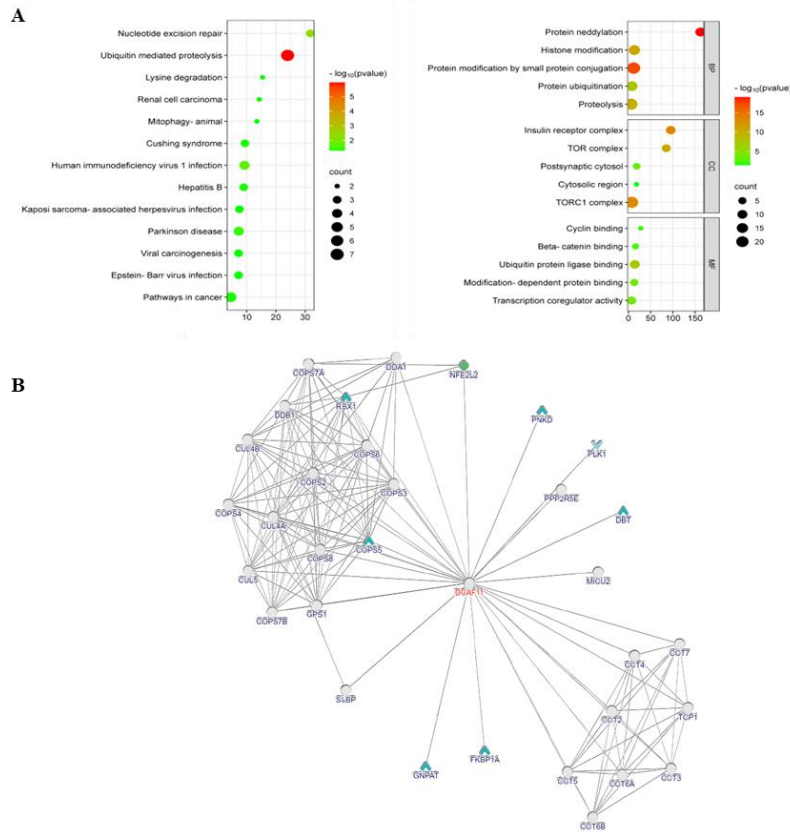 A
Nucleotide excision repair
Ubiquitin mediated proteolysis
Lysine degradation
Renal cell carcinoma
Mitophagy- animal
Cushing syndrome
Human immunodeficiency virus 1 infection
Hepatitis B
Kaposi sarcoma- associated herpesvirus infection
Parkinson disease
Viral carcinogenesis
Epstein- Barr virus infection
Pathways in cancer
10 20 30
- log10(pvalue)
5
4
3
2
count
2
3
4
5
6
7
Protein neddylation
Histone modification
Protein modification by small protein conjugation
Protein ubiquitination
Proteolysis
BP
Insulin receptor complex
TOR complex
Postsynaptic cytosol
Cytosolic region
TORC1 complex
CC
Cyclin binding
Beta- catenin binding
Ubiquitin protein ligase binding
Modification- dependent protein binding
Transcription coregulator activity
MF
0 50 100 150
- log10(pvalue)
15
10
5
count
5
10
15
20
B
COPS7A
DDA1
NFE2L2
RBX1
DDB1
PNKD
CUL4B
COPS6
PLK1
COPS2
COPS3
PPP2R5E
COPS4
CUL4A
DBT
COPS8
COPS5
CUL5
DCAF11
MICU2
COPS7B
GPS1
CCT4
CCT7
SLBP
CCT2
TCP1
GNPAT
FKBP1A
CCT5
CCT6A
CCT3
CCT6B